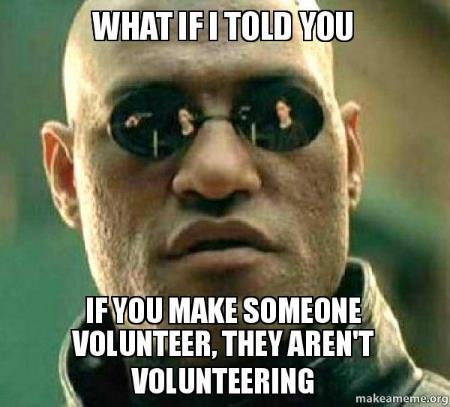 WHAT IF I TOLD YOU
IF YOU MAKE SOMEONE
VOLUNTEER, THEY AREN'T
VOLUNTEERING
makeameme.org